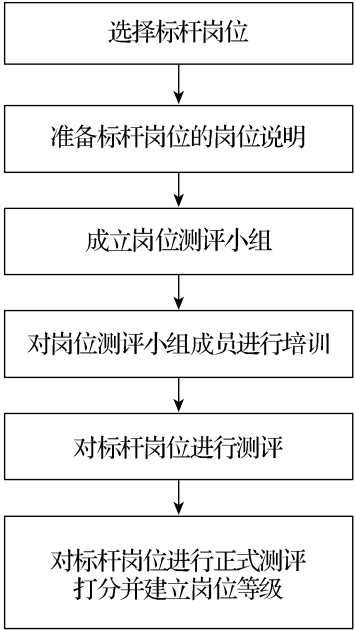 选择标杆岗位
准备标杆岗位的岗位说明
成立岗位测评小组
对岗位测评小组成员进行培训
对标杆岗位进行测评
对标杆岗位进行正式测评
打分并建立岗位等级